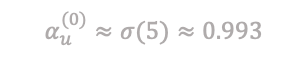 α_u^(0) ≈ σ(5) ≈ 0.993